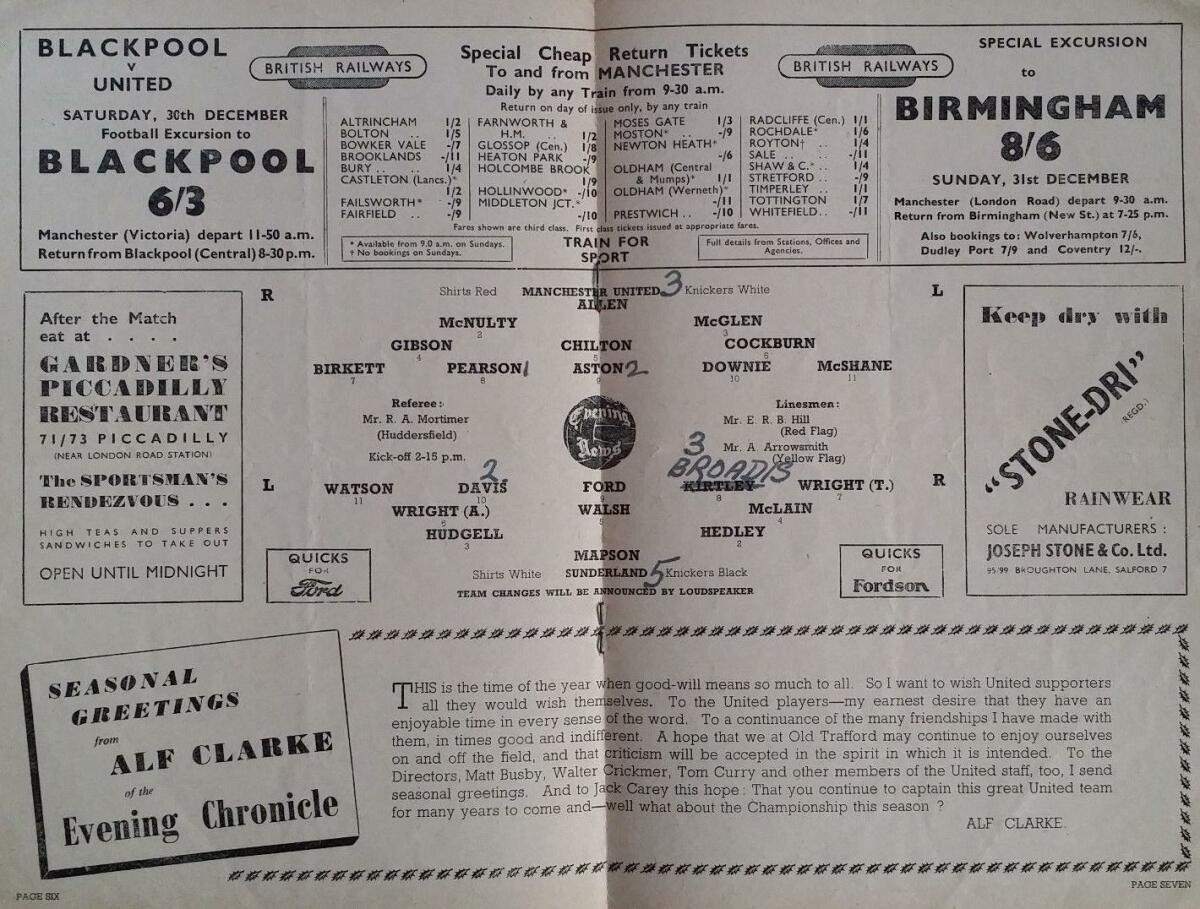 BLACKPOOL
v
UNITED
SATURDAY, 30th DECEMBER
Football Excursion to
BLACKPOOL
6/3
Manchester (Victoria) depart 11-50 a.m.
Return from Blackpool (Central) 8-30 p.m.
BRITISH RAILWAYS
Special Cheap Return Tickets
To and from MANCHESTER
Daily by any Train from 9-30 a.m.
Return on day of issue only, by any train
BRITISH RAILWAYS
ALTRINCHAM 1/2
BOLTON .. 1/5
BOWKER VALE -/7
BROOKLANDS -/11
BURY .. .. 1/4
CASTLETON (Lancs.)*
1/2
FAILSWORTH* -/9
FAIRFIELD .. -/9
FARNWORTH &
H.M. .. 1/2
GLOSSOP (Cen.) 1/8
HEATON PARK -/9
HOLCOMBE BROOK
1/9
HOLLINWOOD* -/10
MIDDLETON JCT.*
-/10
MOSES GATE 1/3
MOSTON* .. -/9
NEWTON HEATH*
-/6
OLDHAM (Central
& Mumps)* 1/1
OLDHAM (Werneth)*
-/11
PRESTWICH .. -/10
RADCLIFFE (Cen.) 1/1
ROCHDALE* 1/6
ROYTON† 1/4
SALE .. .. -/11
SHAW & C.* .. 1/4
STRETFORD .. -/9
TIMPERLEY .. 1/1
TOTTINGTON 1/7
WHITEFIELD.. -/11
Fares shown are third class. First class tickets issued at appropriate fares.
* Available from 9.0 a.m. on Sundays.
† No bookings on Sundays.
TRAIN FOR
SPORT
Full details from Stations, Offices and
Agencies.
SPECIAL EXCURSION
to
BIRMINGHAM
8/6
SUNDAY, 31st DECEMBER
Manchester (London Road) depart 9-30 a.m.
Return from Birmingham (New St.) at 7-25 p.m.
Also bookings to: Wolverhampton 7/6,
Dudley Port 7/9 and Coventry 12/-.
After the Match
eat at . . . .
GARDNER'S
PICCADILLY
RESTAURANT
71/73 PICCADILLY
(NEAR LONDON ROAD STATION)
The SPORTSMAN'S
RENDEZVOUS . . .
HIGH TEAS AND SUPPERS
SANDWICHES TO TAKE OUT
OPEN UNTIL MIDNIGHT
R Shirts Red MANCHESTER UNITED 3 Knickers White L
ALLEN
McNULTY McGLEN
2 3
GIBSON CHILTON COCKBURN
4 5 6
BIRKETT PEARSON 1 ASTON 2 DOWNIE McSHANE
7 8 9 10 11
Referee:
Mr. R. A. Mortimer
(Huddersfield)
Kick-off 2-15 p.m.
Evening
News
Linesmen:
Mr. E. R. B. Hill
(Red Flag)
Mr. A. Arrowsmith
(Yellow Flag)
2 3
BROADIS
L WATSON DAVIS FORD KIRTLEY WRIGHT (T.) R
11 10 9 8 7
WRIGHT (A.) WALSH McLAIN
6 5 4
HUDGELL HEDLEY
3 2
MAPSON
Shirts White SUNDERLAND 5 Knickers Black
TEAM CHANGES WILL BE ANNOUNCED BY LOUDSPEAKER
QUICKS
FOR
Ford
QUICKS
FOR
Fordson
Keep dry with
"STONE-DRI"
(REGD.)
RAINWEAR
SOLE MANUFACTURERS :
JOSEPH STONE & Co. Ltd.
95/99 BROUGHTON LANE, SALFORD 7
SEASONAL
GREETINGS
from
ALF CLARKE
of the
Evening Chronicle
THIS is the time of the year when good-will means so much to all. So I want to wish United supporters
all they would wish themselves. To the United players—my earnest desire that they have an
enjoyable time in every sense of the word. To a continuance of the many friendships I have made with
them, in times good and indifferent. A hope that we at Old Trafford may continue to enjoy ourselves
on and off the field, and that criticism will be accepted in the spirit in which it is intended. To the
Directors, Matt Busby, Walter Crickmer, Tom Curry and other members of the United staff, too, I send
seasonal greetings. And to Jack Carey this hope : That you continue to captain this great United team
for many years to come and—well what about the Championship this season ?
ALF CLARKE.
PAGE SIX
PAGE SEVEN